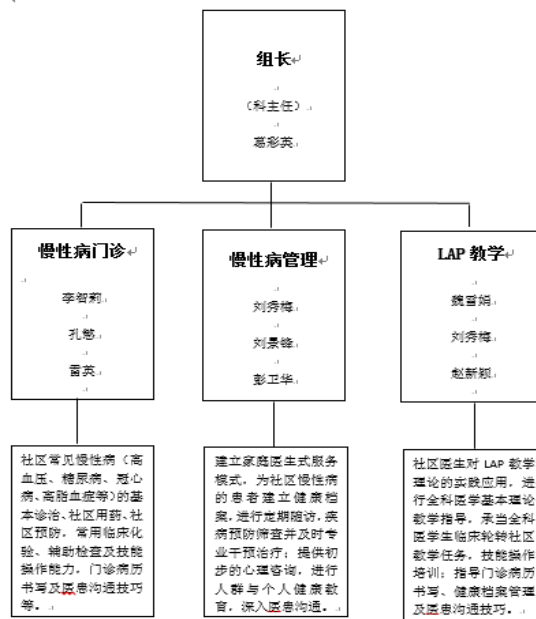 组长
（科主任）
葛彩英
慢性病门诊
李智莉
孔慜
雷英
慢性病管理
刘秀梅
刘景锋
彭卫华
LAP 教学
魏雪娟
刘秀梅
赵新颖
社区常见慢性病（高
血压、糖尿病、冠心
病、高脂血症等）的基
本诊治、社区用药、社
区预防，常用临床化
验、辅助检查及技能
操作能力，门诊病历
书写及医患沟通技巧
等。
建立家庭医生式服务
模式，为社区慢性病
的患者建立健康档
案，进行定期随访，疾
病预防筛查并及时专
业干预治疗；提供初
步的心理咨询，进行
人群与个人健康教
育，深入医患沟通。
社区医生对 LAP 教学
理论的实践应用，进
行全科医学基本理论
教学指导，承当全科
医学生临床轮转社区
教学任务，技能操作
培训；指导门诊病历
书写、健康档案管理
及医患沟通技巧。